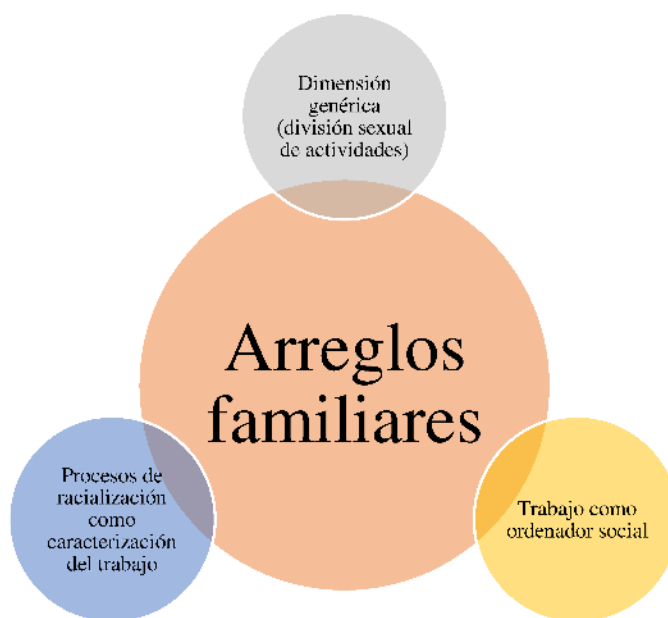 Dimensión
genérica
(división sexual
de actividades)
Arreglos
familiares
Procesos de
racialización
como
caracterización
del trabajo
Trabajo como
ordenador social